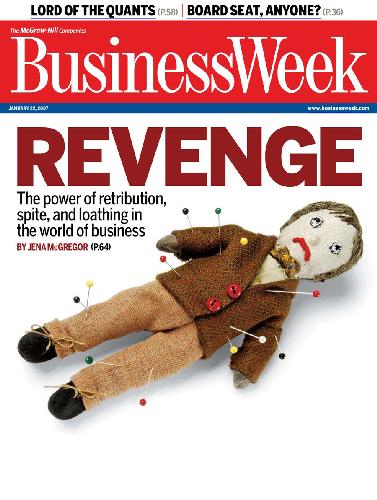 LORD OF THE QUANTS (P.58) | BOARD SEAT, ANYONE? (P.36)
The McGraw-Hill Companies
BusinessWeek
JANUARY 22, 2007 www.businessweek.com
REVENGE
The power of retribution,
spite, and loathing in
the world of business
BY JENA McGREGOR (P.64)